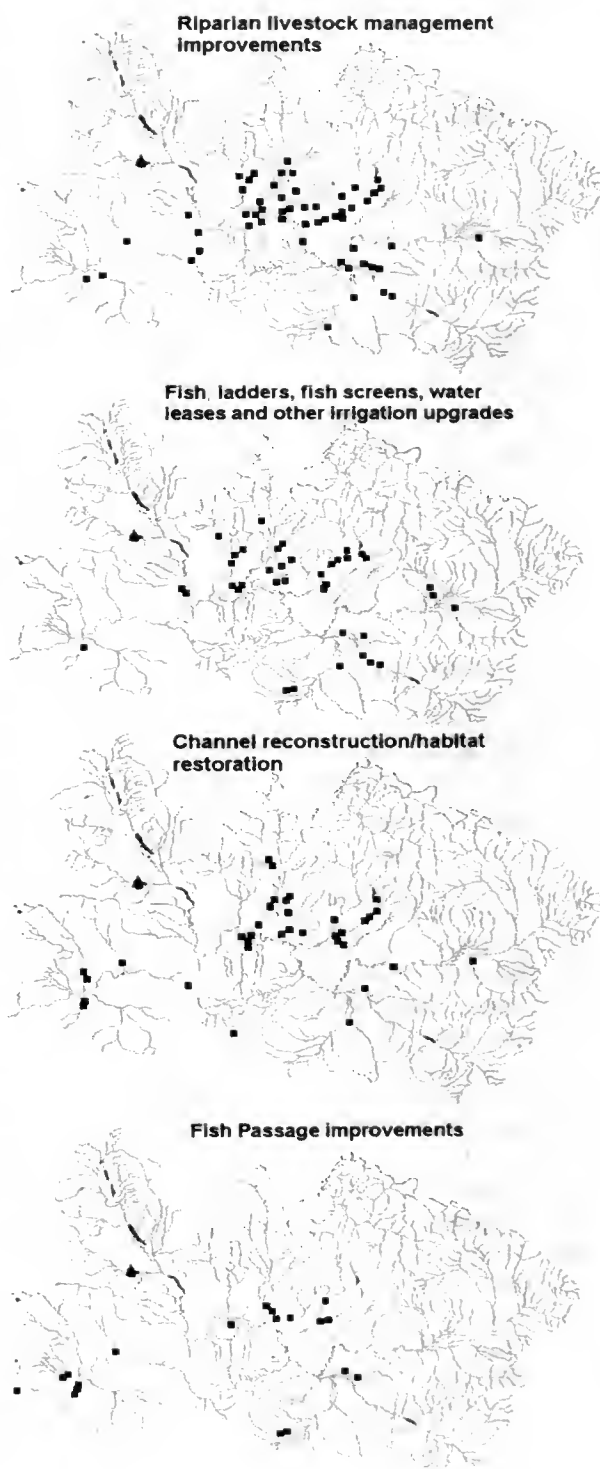 Riparian livestock management
improvements
Fish, ladders, fish screens, water
leases and other irrigation upgrades
Channel reconstruction/habitat
restoration
Fish Passage improvements